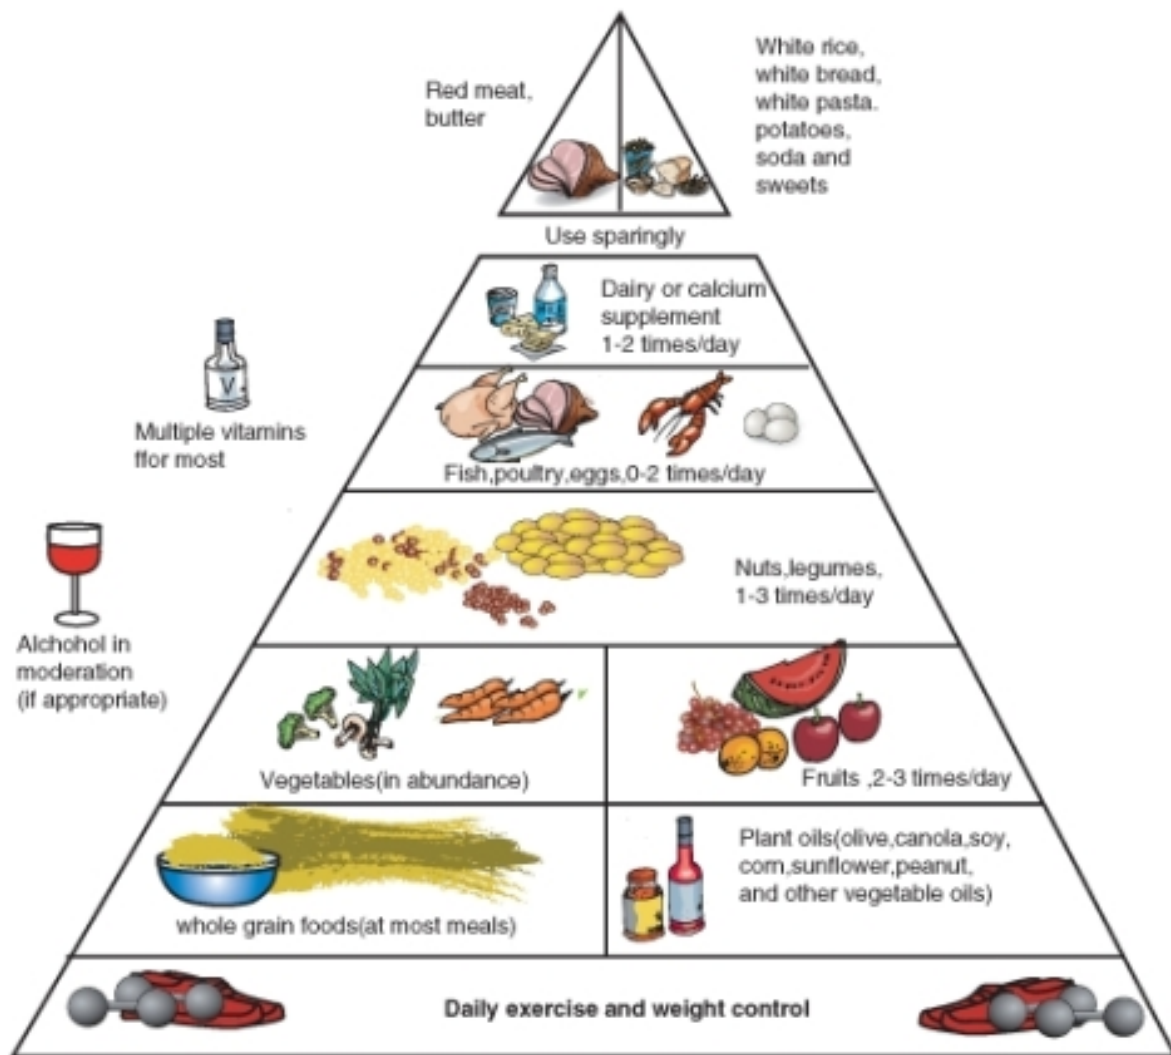 Red meat,
butter
White rice,
white bread,
white pasta.
potatoes,
soda and
sweets
Use sparingly
Dairy or calcium
supplement
1-2 times/day
V
Multiple vitamins
ffor most
Fish,poultry,eggs,0-2 times/day
Nuts,legumes,
1-3 times/day
Alchohol in
moderation
(if appropriate)
Vegetables(in abundance)
Fruits ,2-3 times/day
whole grain foods(at most meals)
Plant oils(olive,canola,soy,
corn,sunflower,peanut,
and other vegetable oils)
Daily exercise and weight control